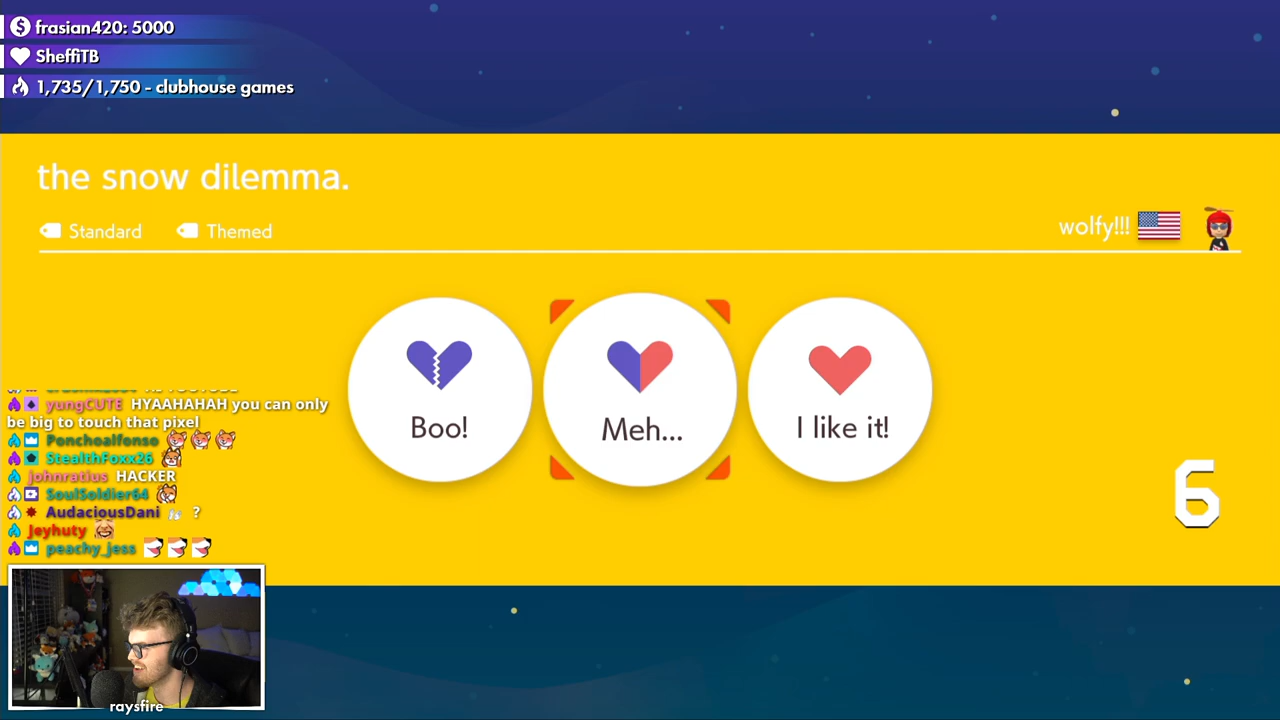 frasian420: 5000
SheffiTB
1,735/1,750 - clubhouse games
the snow dilemma.
Standard Themed
wolfy!!!
Boo! Meh... I like it!
6
yungCUTE HYAAHAHAH you can only
be big to touch that pixel
Ponchoalfonso
StealthFoxx26
johnratius HACKER
SoulSoldier64
AudaciousDani ?
Jeyhuty
peachy_jess
raysfire